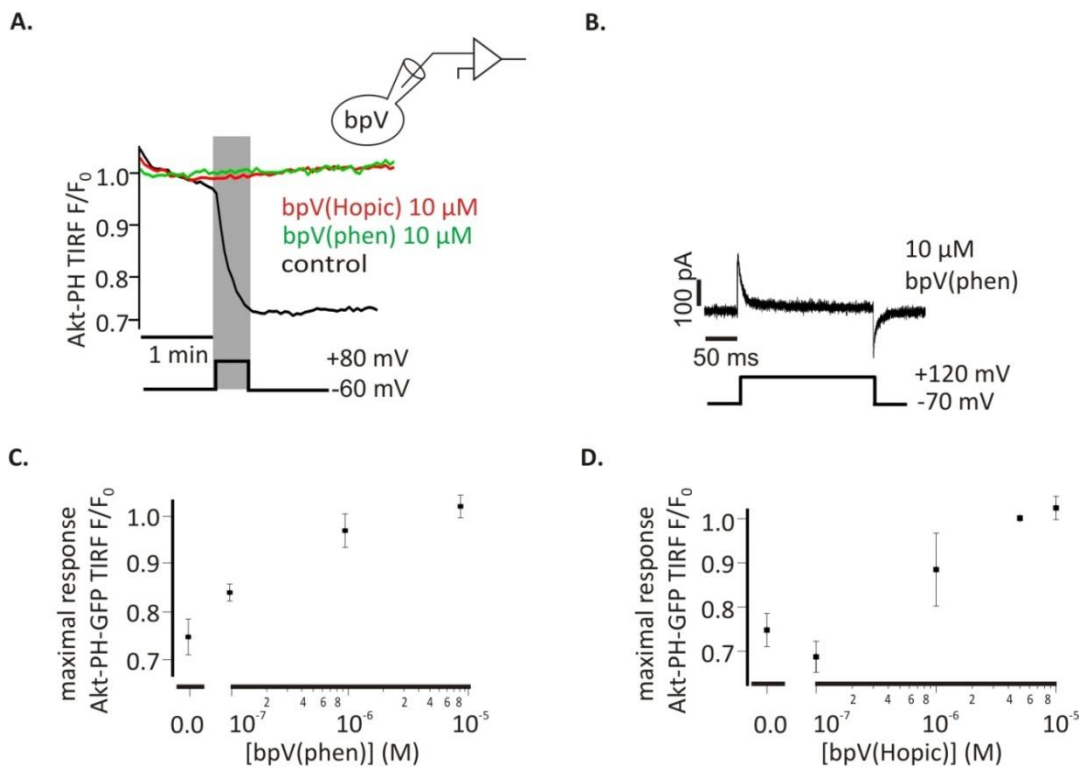 A.
bpV
Akt-PH TIRF F/F0
1.0
0.9
0.8
0.7
bpV(Hopic) 10 µM
bpV(phen) 10 µM
control
1 min
+80 mV
-60 mV
B.
100 pA
10 µM
bpV(phen)
50 ms
+120 mV
-70 mV
C.
maximal response
Akt-PH-GFP TIRF F/F0
1.0
0.9
0.8
0.7
2 4 6 8 2 4 6 8
0.0 10-7 10-6 10-5
[bpV(phen)] (M)
D.
maximal response
Akt-PH-GFP TIRF F/F0
1.0
0.9
0.8
0.7
2 4 6 8 2 4 6 8
0.0 10-7 10-6 10-5
[bpV(Hopic)] (M)